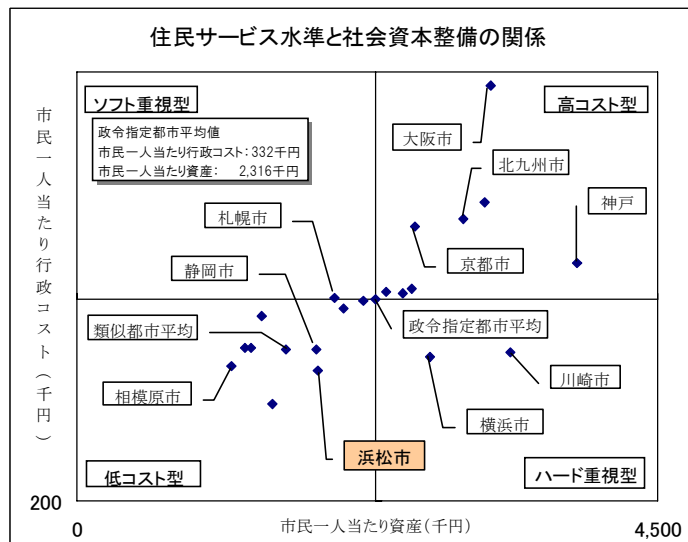 住民サービス水準と社会資本整備の関係
ソフト重視型
高コスト型
政令指定都市平均値
市民一人当たり行政コスト:332千円
市民一人当たり資産: 2,316千円
大阪市
北九州市
神戸
札幌市
京都市
静岡市
類似都市平均
政令指定都市平均
相模原市
川崎市
横浜市
浜松市
低コスト型
ハード重視型
市民一人当たり行政コスト(千円)
200
0
市民一人当たり資産(千円)
4,500